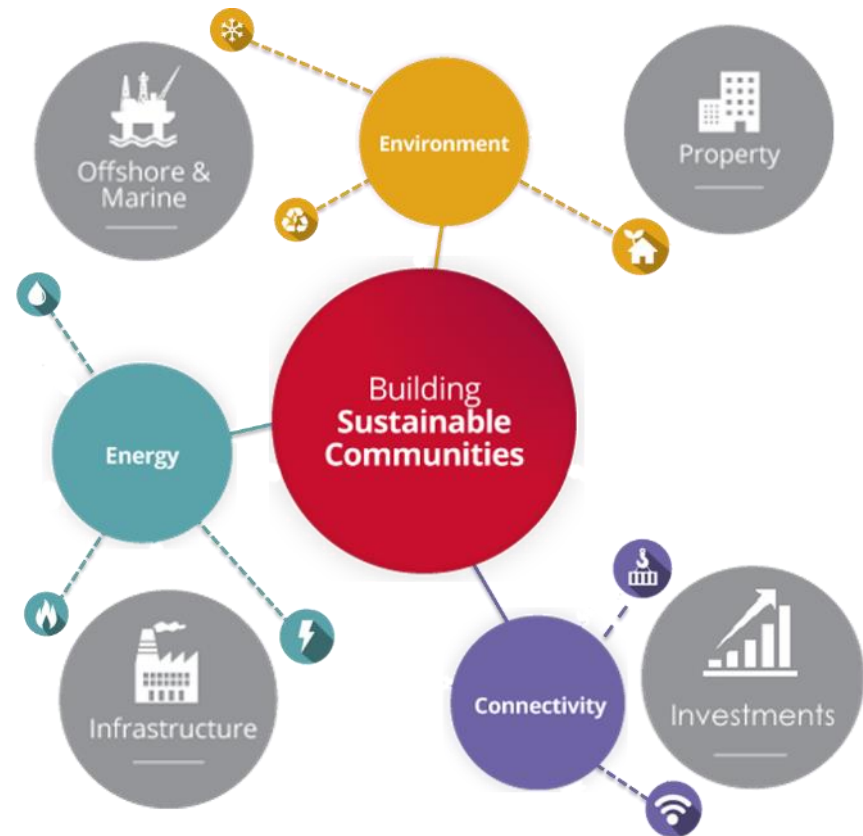 Environment
Offshore &
Marine
Property
Building
Sustainable
Communities
Energy
Connectivity
Infrastructure
Investments